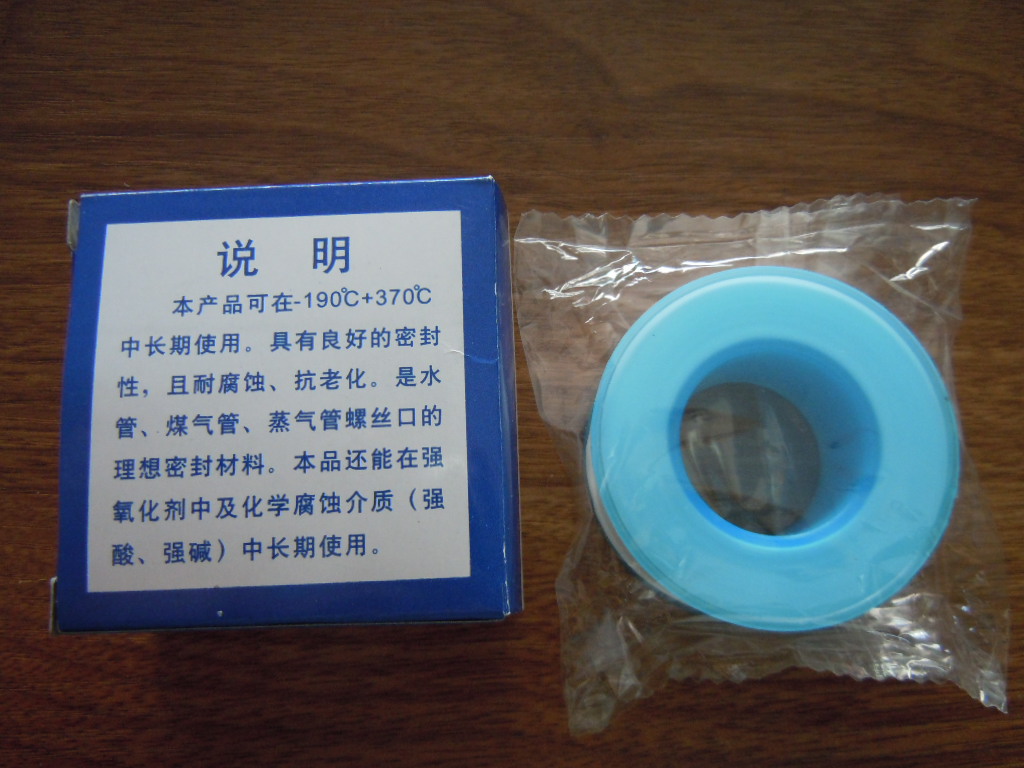 说 明
本产品可在-190℃+370℃
中长期使用。具有良好的密封
性，且耐腐蚀、抗老化。是水
管、煤气管、蒸气管螺丝口的
理想密封材料。本品还能在强
氧化剂中及化学腐蚀介质（强
酸、强碱）中长期使用。